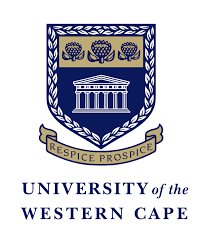 RESPICE PROSPICE
UNIVERSITY of the
WESTERN CAPE